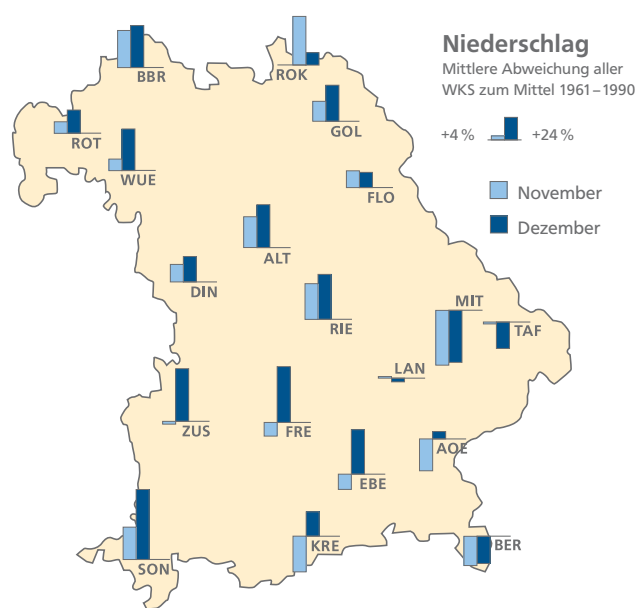 Niederschlag
Mittlere Abweichung aller
WKS zum Mittel 1961–1990
+4 % +24 %
November
Dezember
BBR
ROK
GOL
ROT
WUE
FLO
ALT
DIN
RIE
MIT
TAF
LAN
ZUS
FRE
AOE
EBE
KRE
BER
SON